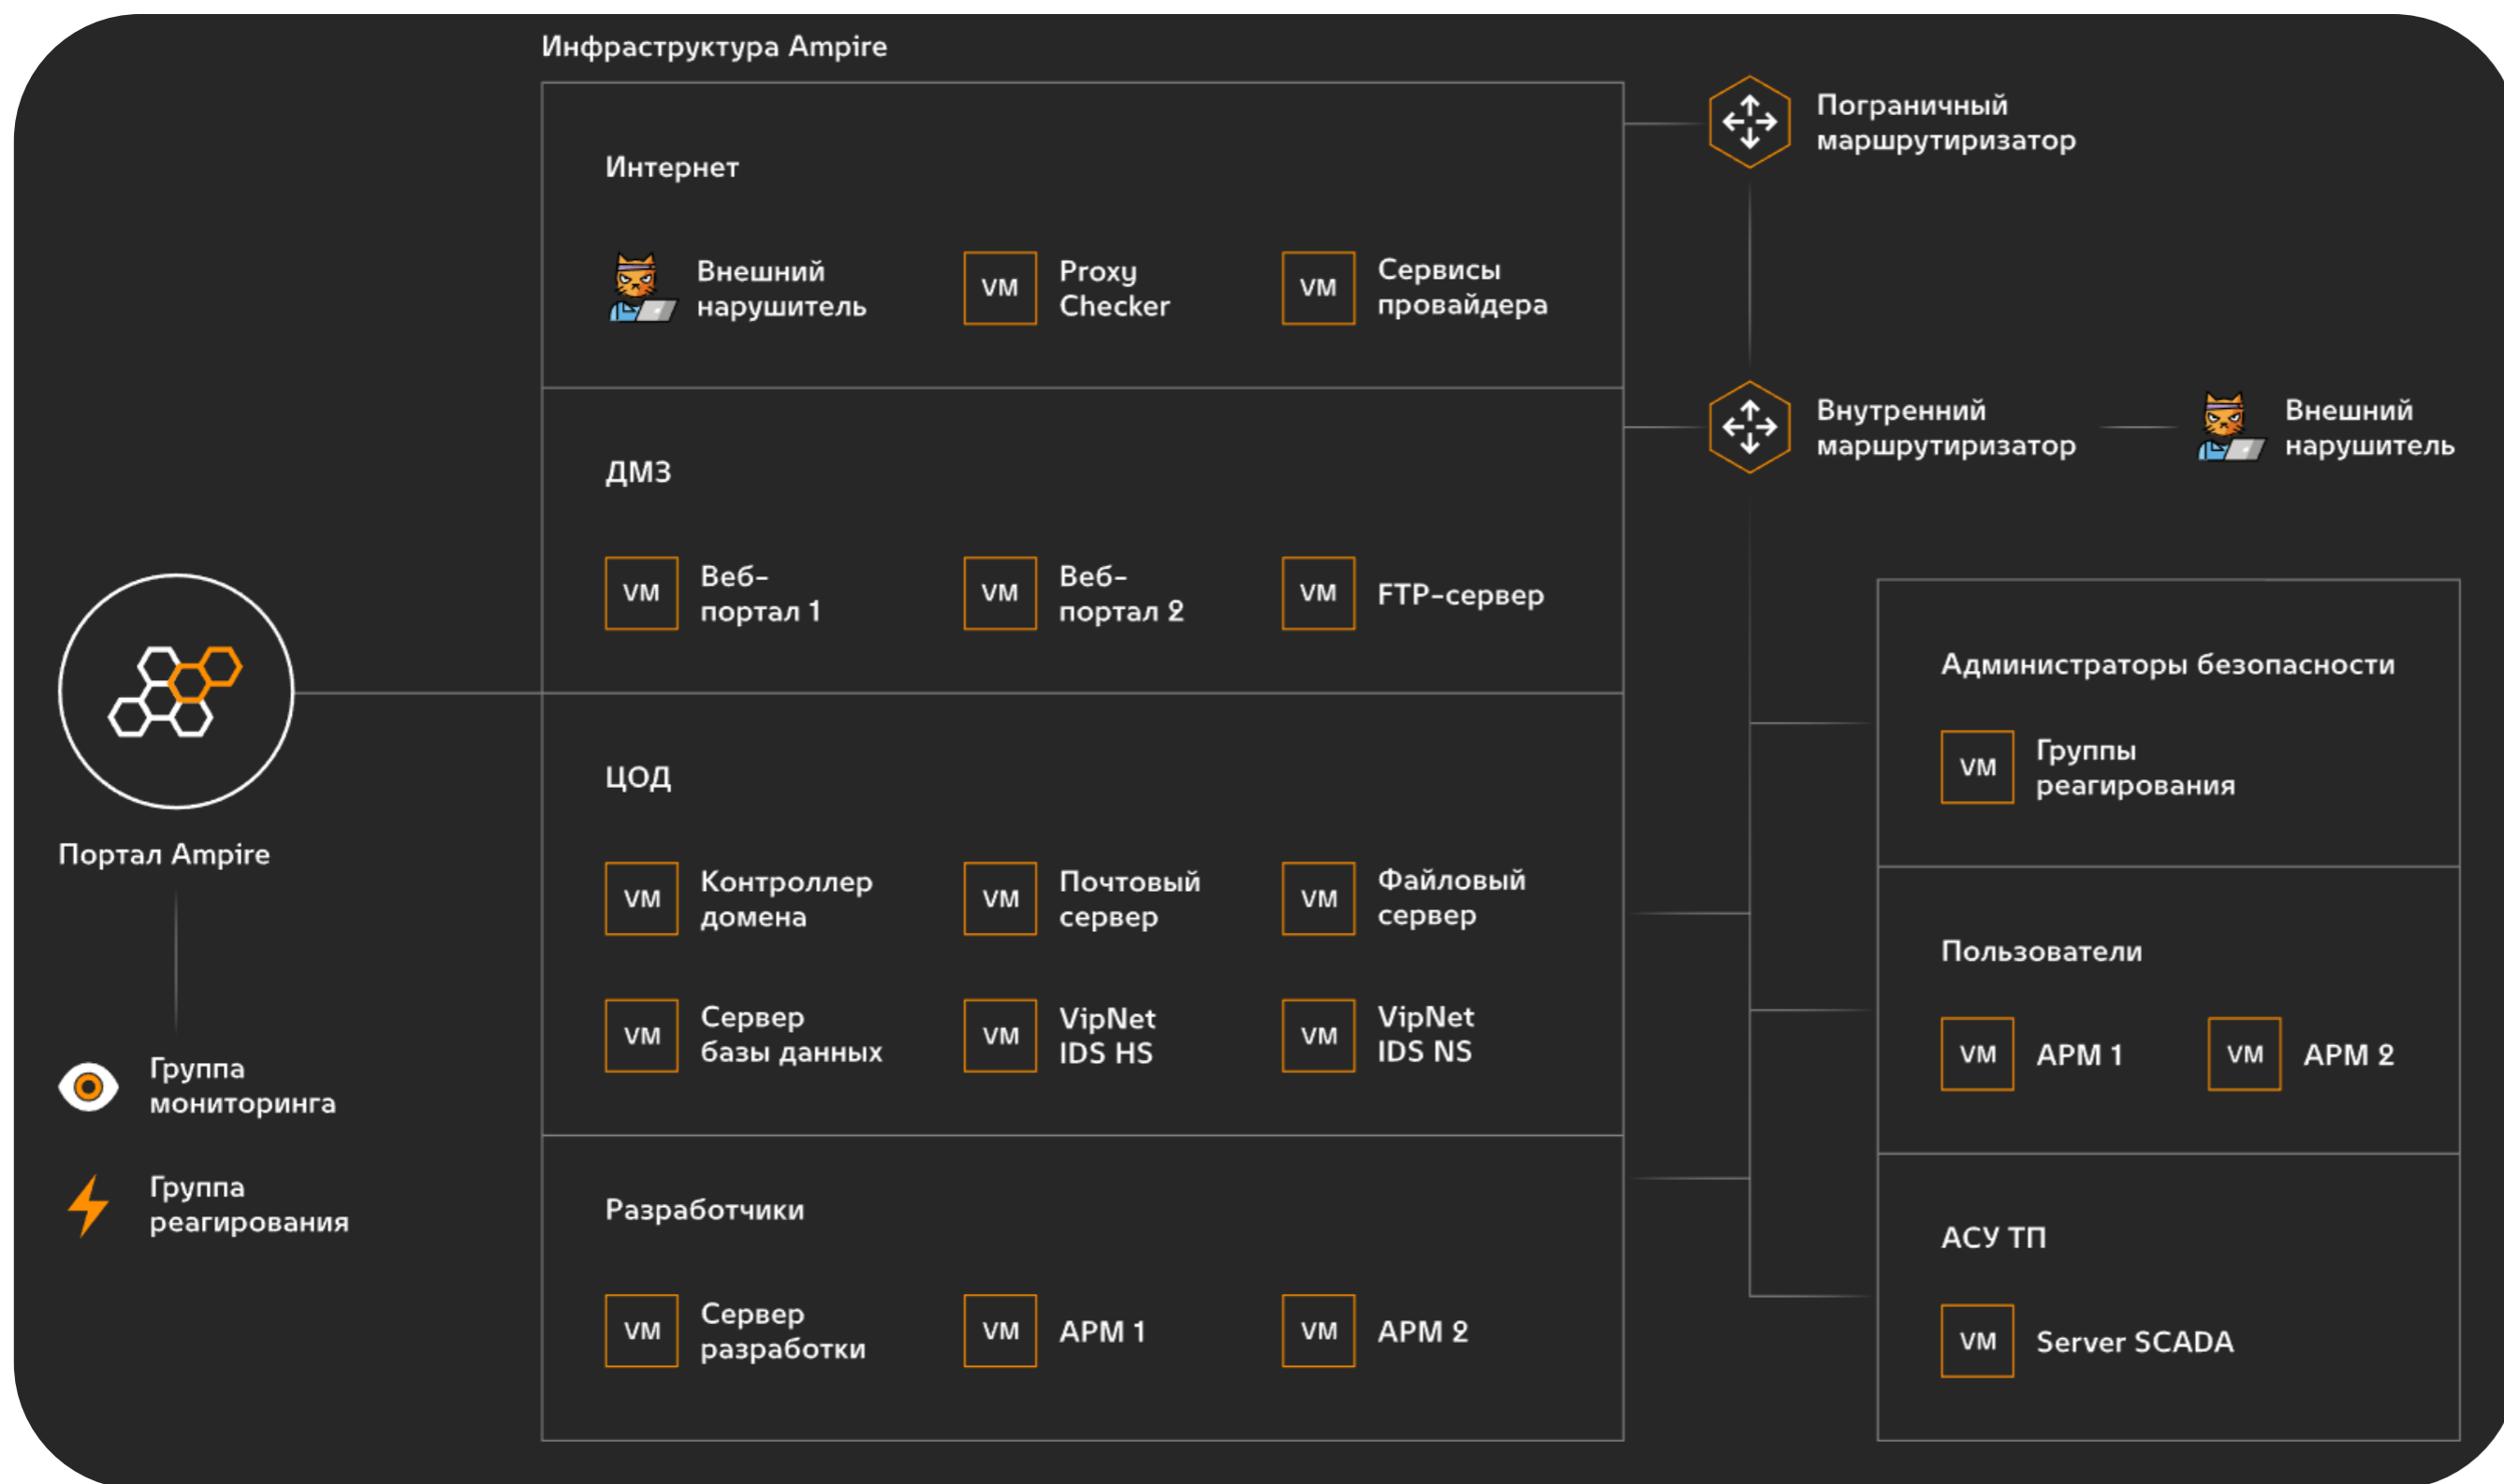 Инфраструктура Ampire
Интернет
Внешний
нарушитель
VM
Proxy
Checker
VM
Сервисы
провайдера
Пограничный
маршрутиризатор
ДМЗ
VM
Веб-
портал 1
VM
Веб-
портал 2
VM
FTP-сервер
Внутренний
маршрутиризатор
Внешний
нарушитель
Портал Ampire
Группа
мониторинга
Группа
реагирования
ЦОД
VM
Контроллер
домена
VM
Почтовый
сервер
VM
Файловый
сервер
VM
Сервер
базы данных
VM
VipNet
IDS HS
VM
VipNet
IDS NS
Разработчики
VM
Сервер
разработки
VM
АРМ 1
VM
АРМ 2
Администраторы безопасности
VM
Группы
реагирования
Пользователи
VM
АРМ 1
VM
АРМ 2
АСУ ТП
VM
Server SCADA